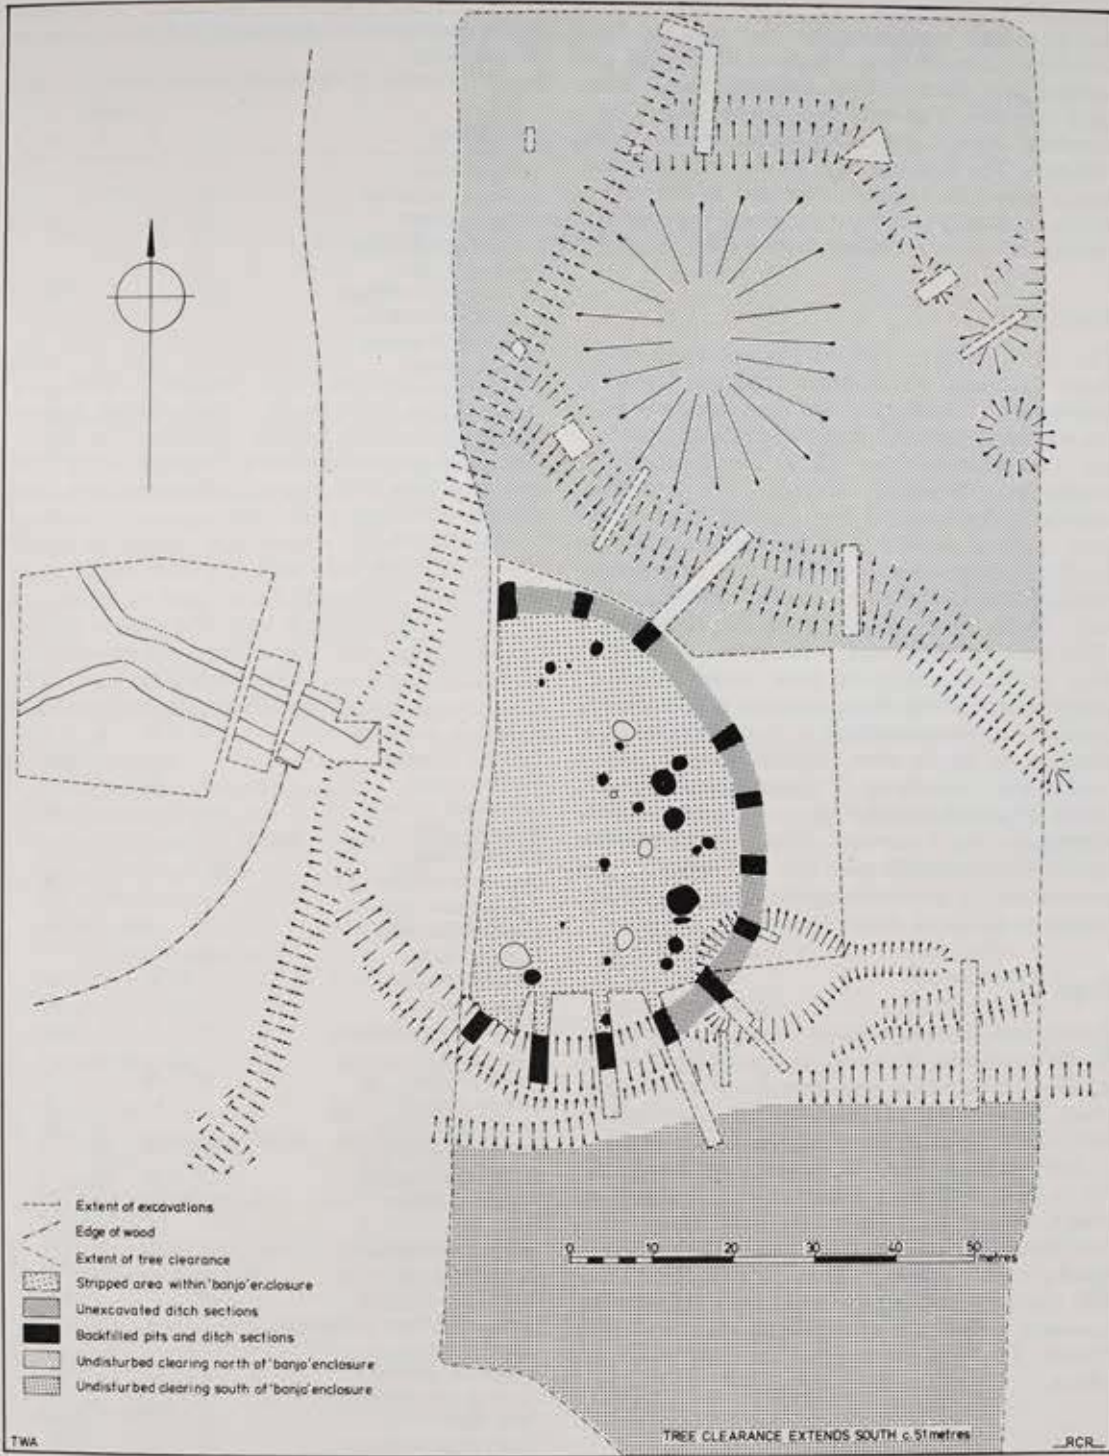 Extent of excavations
Edge of wood
Extent of tree clearance
Stripped area within 'banjo' enclosure
Unexcavated ditch sections
Backfilled pits and ditch sections
Undisturbed clearing north of 'banjo' enclosure
Undisturbed clearing south of 'banjo' enclosure
0 10 20 30 40 50 metres
TWA
TREE CLEARANCE EXTENDS SOUTH c. 51 metres
RCR